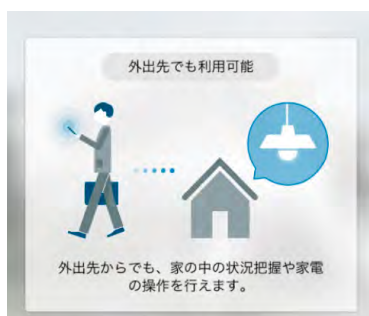 外出先でも利用可能
外出先からでも、家の中の状況把握や家電
の操作を行えます。